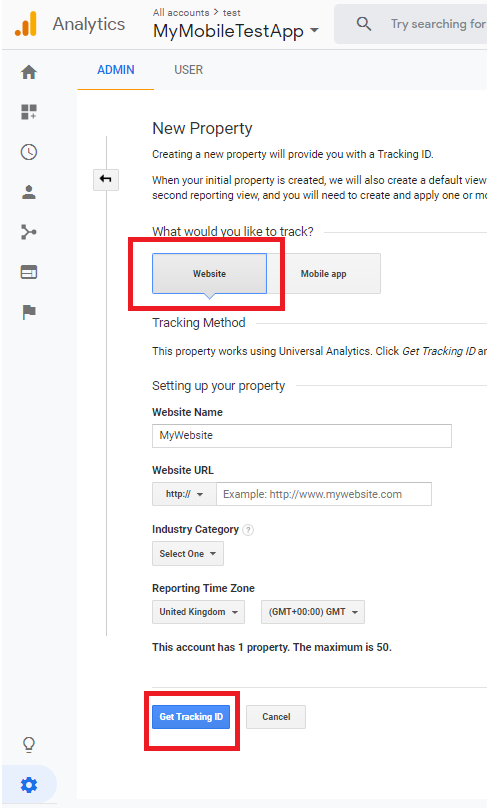 Analytics
All accounts > test
MyMobileTestApp
Try searching for
ADMIN
USER
New Property
Creating a new property will provide you with a Tracking ID.
When your initial property is created, we will also create a default view
second reporting view, and you will need to create and apply one or mo
What would you like to track?
Website
Mobile app
Tracking Method
This property works using Universal Analytics. Click Get Tracking ID an
Setting up your property
Website Name
MyWebsite
Website URL
http://
Example: http://www.mywebsite.com
Industry Category ?
Select One
Reporting Time Zone
United Kingdom
(GMT+00:00) GMT
This account has 1 property. The maximum is 50.
Get Tracking ID
Cancel